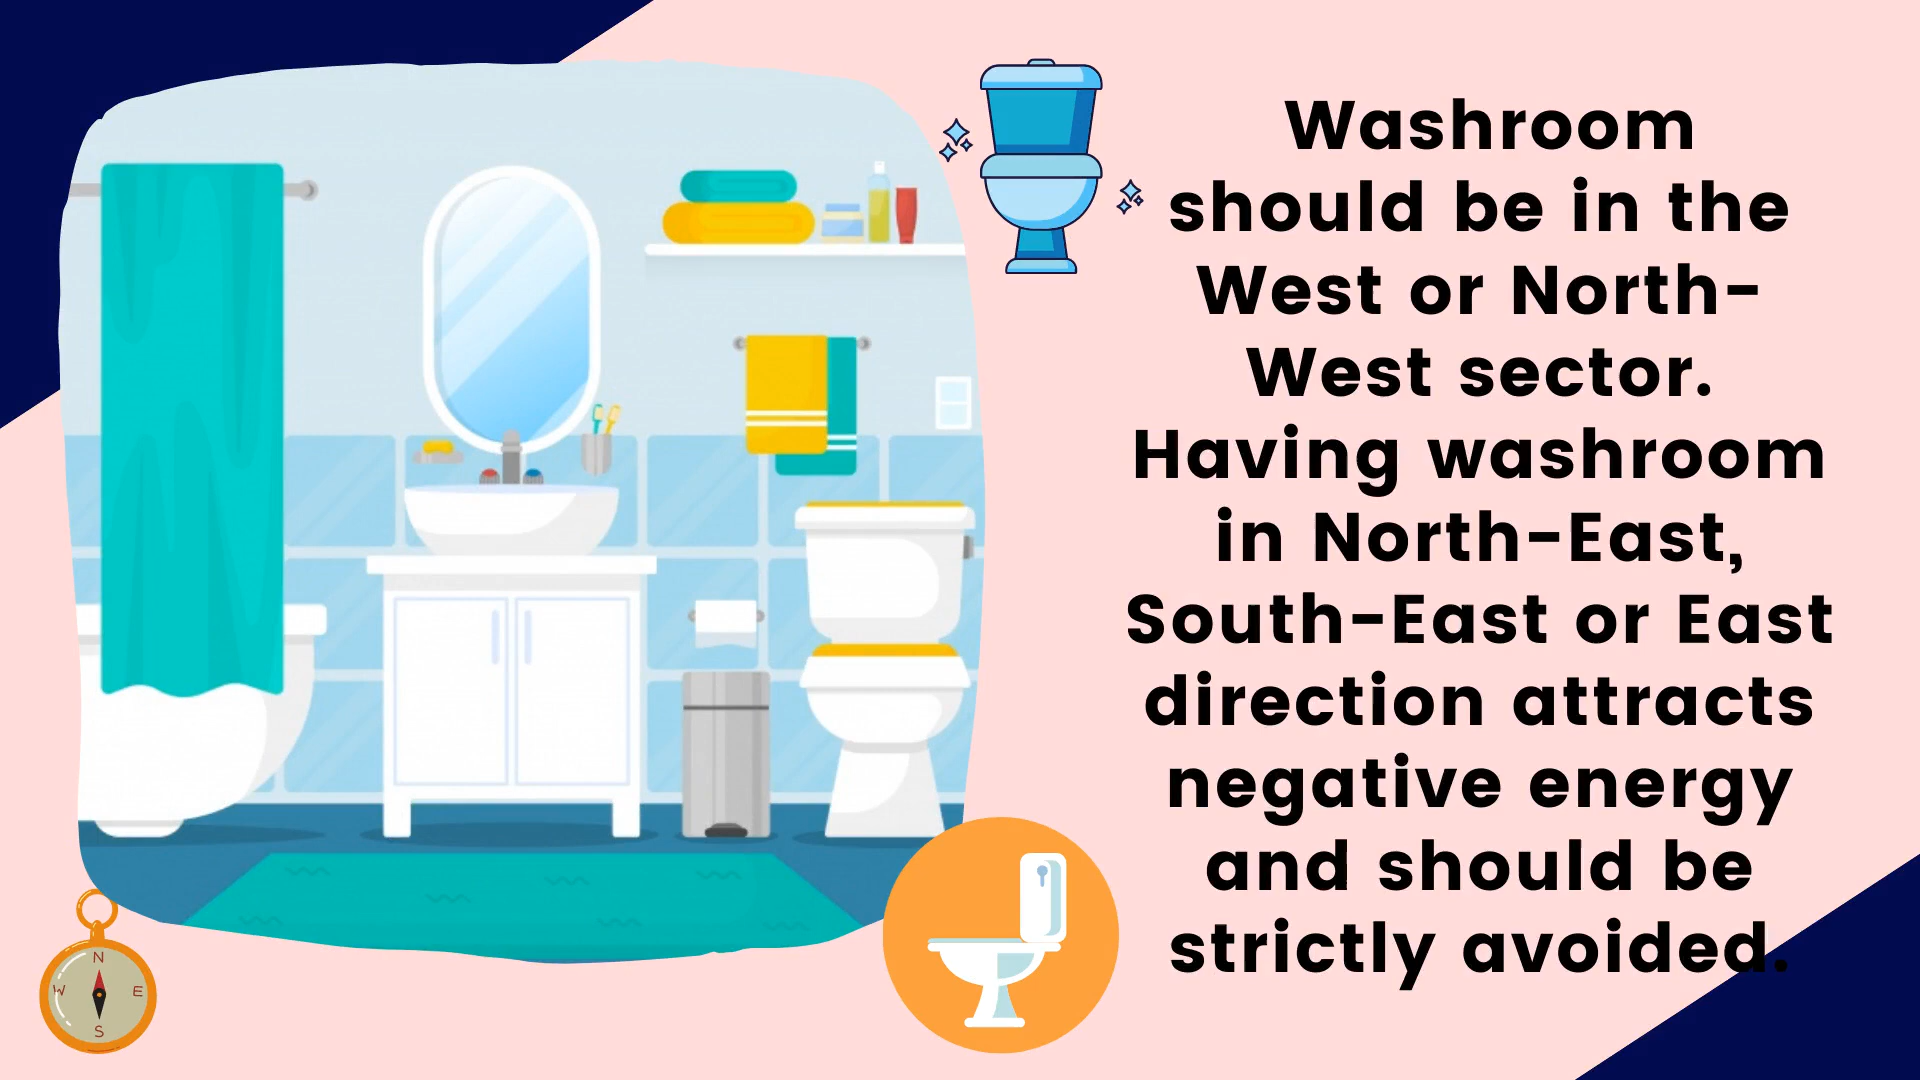 Washroom
should be in the
West or North-
West sector.
Having washroom
in North-East,
South-East or East
direction attracts
negative energy
and should be
strictly avoided.
N
W E
S